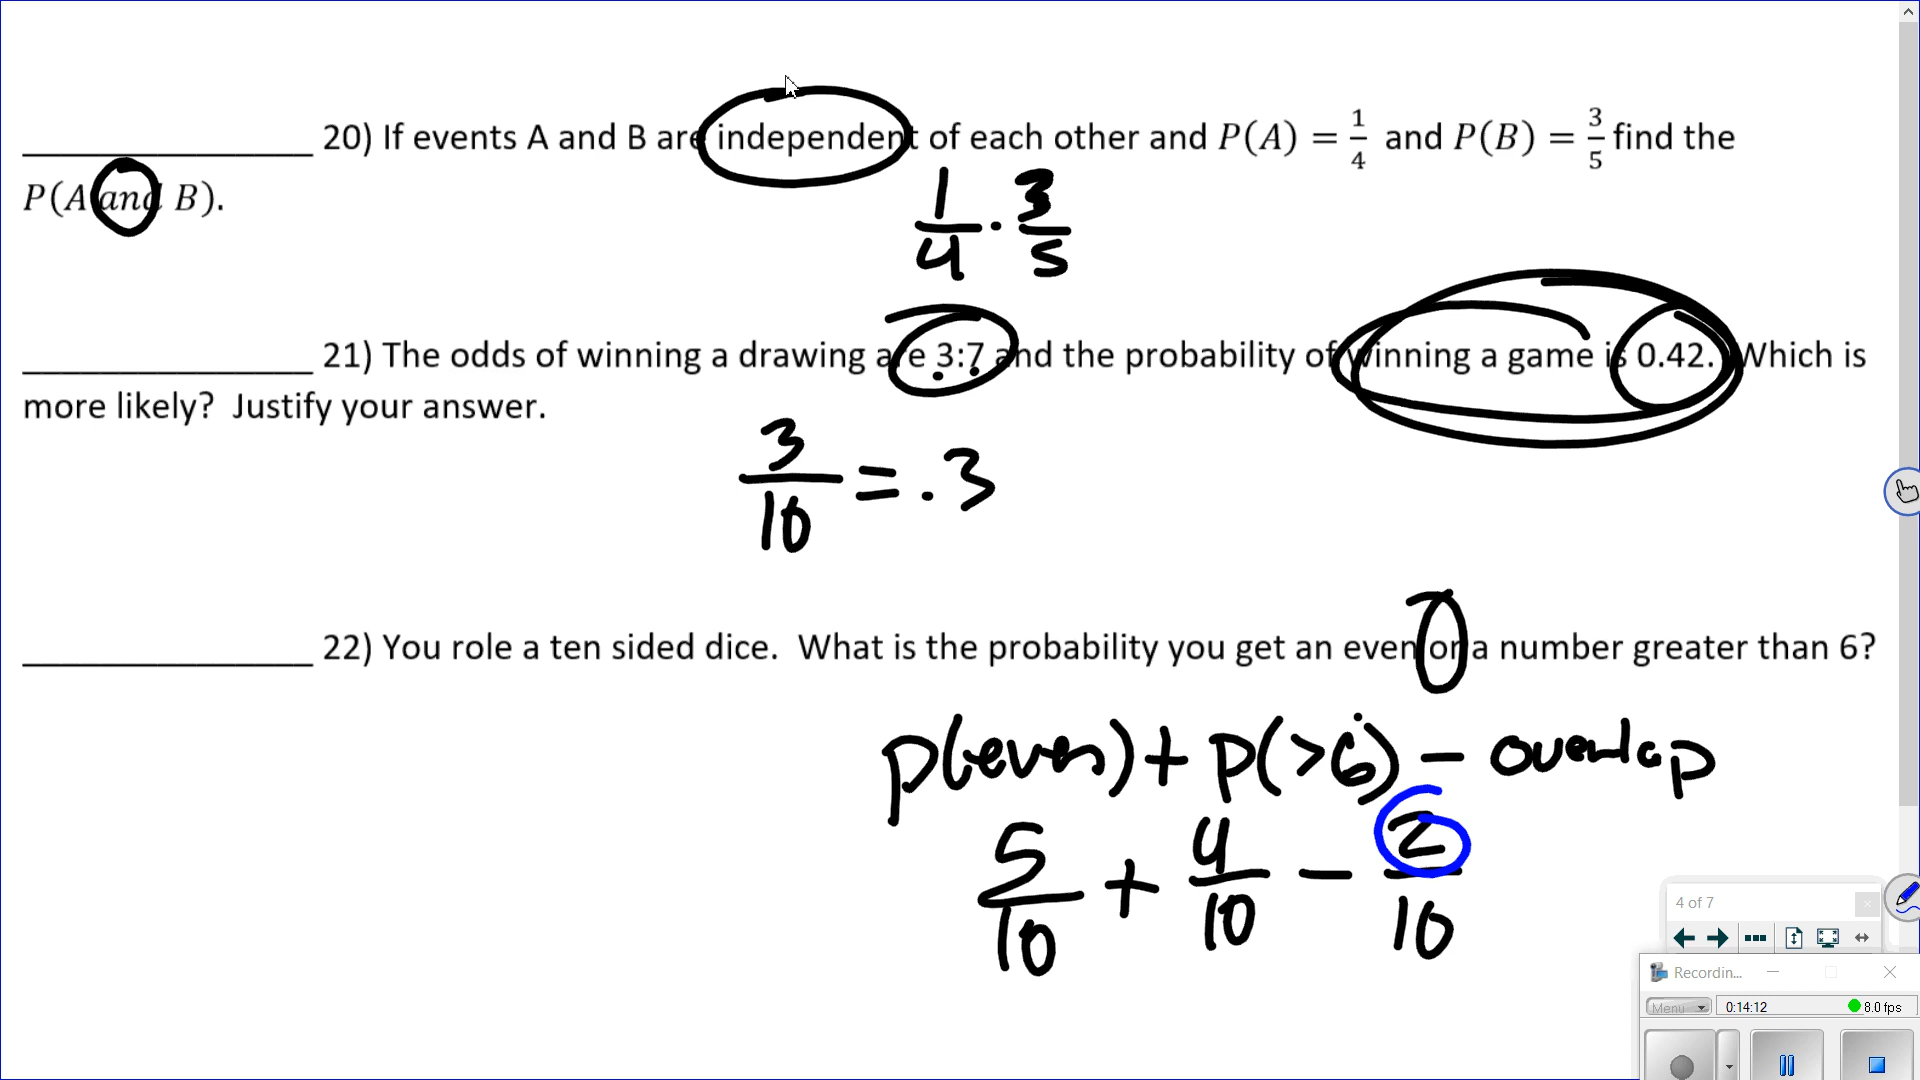 ________________ 20) If events A and B are independent of each other and P(A) = 1/4 and P(B) = 3/5 find the
P(A and B).
1/4 · 3/5
________________ 21) The odds of winning a drawing are 3:7 and the probability of winning a game is 0.42. Which is
more likely? Justify your answer.
3/10 = .3
________________ 22) You role a ten sided dice. What is the probability you get an even or a number greater than 6?
p(even) + p(>6) - overlap
5/10 + 4/10 - 2/10
4 of 7
Recordin...
Menu
0:14:12
8.0 fps